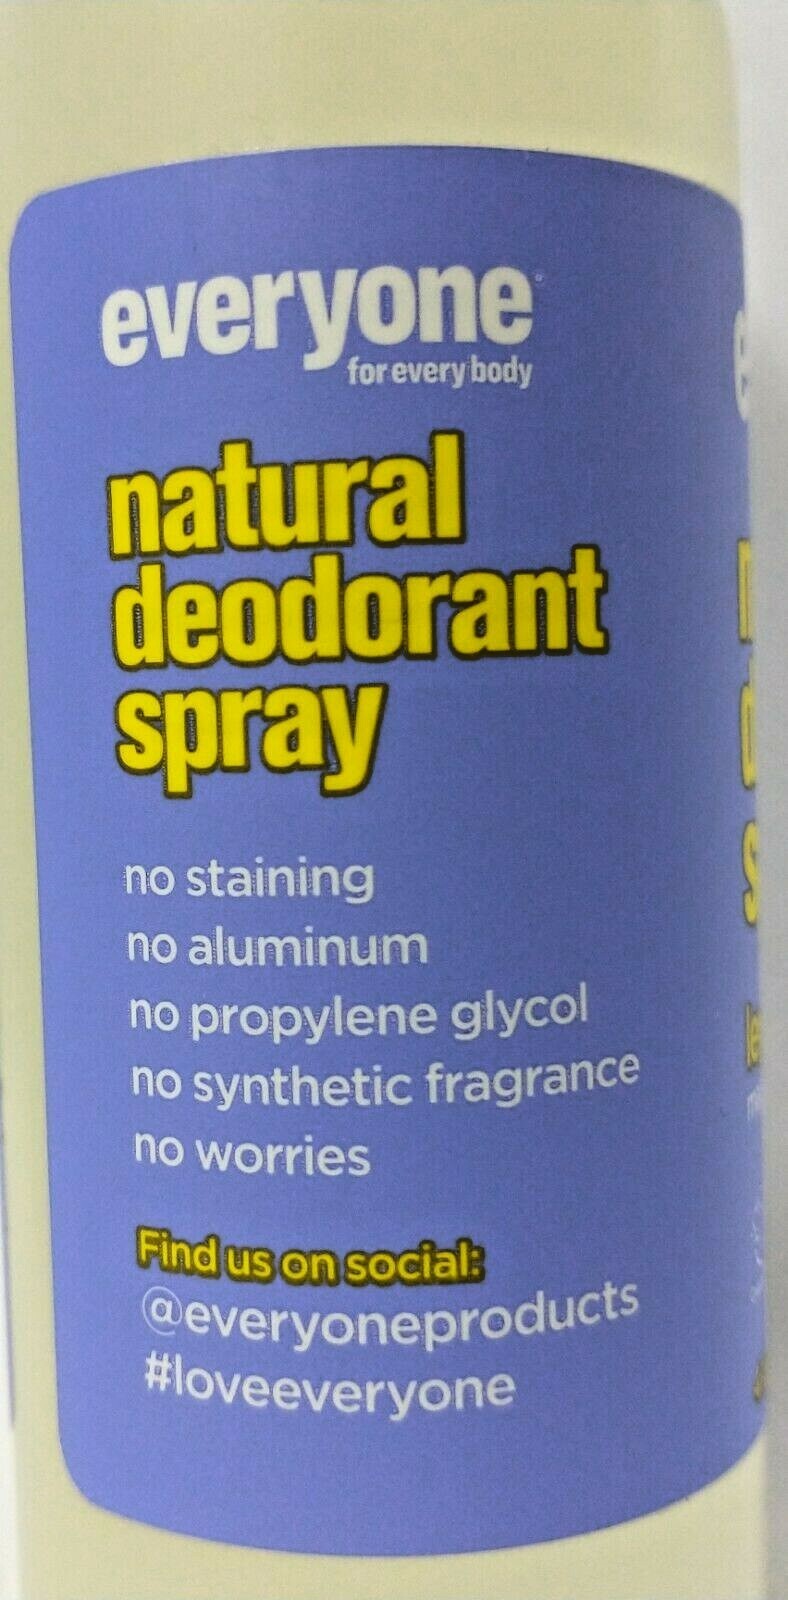 everyone
for every body
natural
deodorant
spray
no staining
no aluminum
no propylene glycol
no synthetic fragrance
no worries
Find us on social:
@everyoneproducts
#loveeveryone